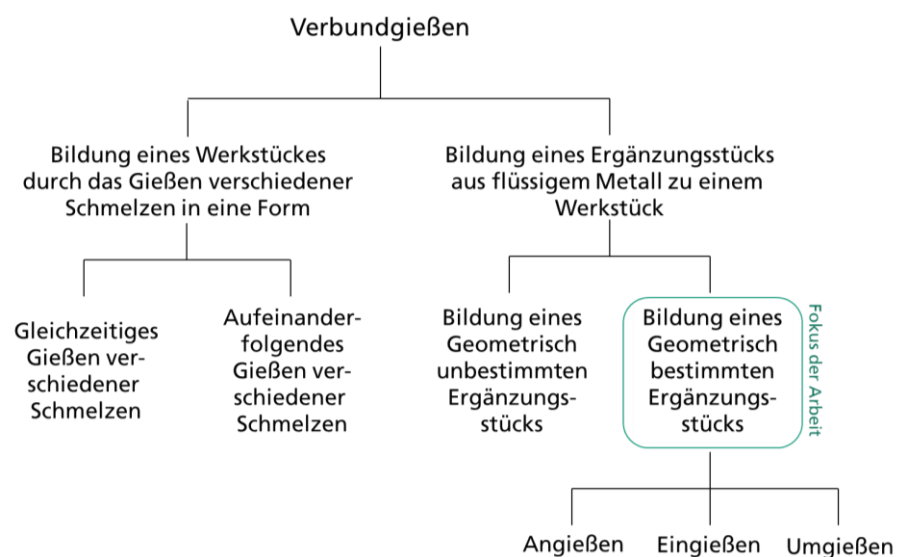 Verbundgießen
Bildung eines Werkstückes
durch das Gießen verschiedener
Schmelzen in eine Form
Bildung eines Ergänzungsstücks
aus flüssigem Metall zu einem
Werkstück
Gleichzeitiges
Gießen ver-
schiedener
Schmelzen
Aufeinander-
folgendes
Gießen ver-
schiedener
Schmelzen
Bildung eines
Geometrisch
unbestimmten
Ergänzungs-
stücks
Bildung eines
Geometrisch
bestimmten
Ergänzungs-
stücks
Fokus der Arbeit
Angießen
Eingießen
Umgießen